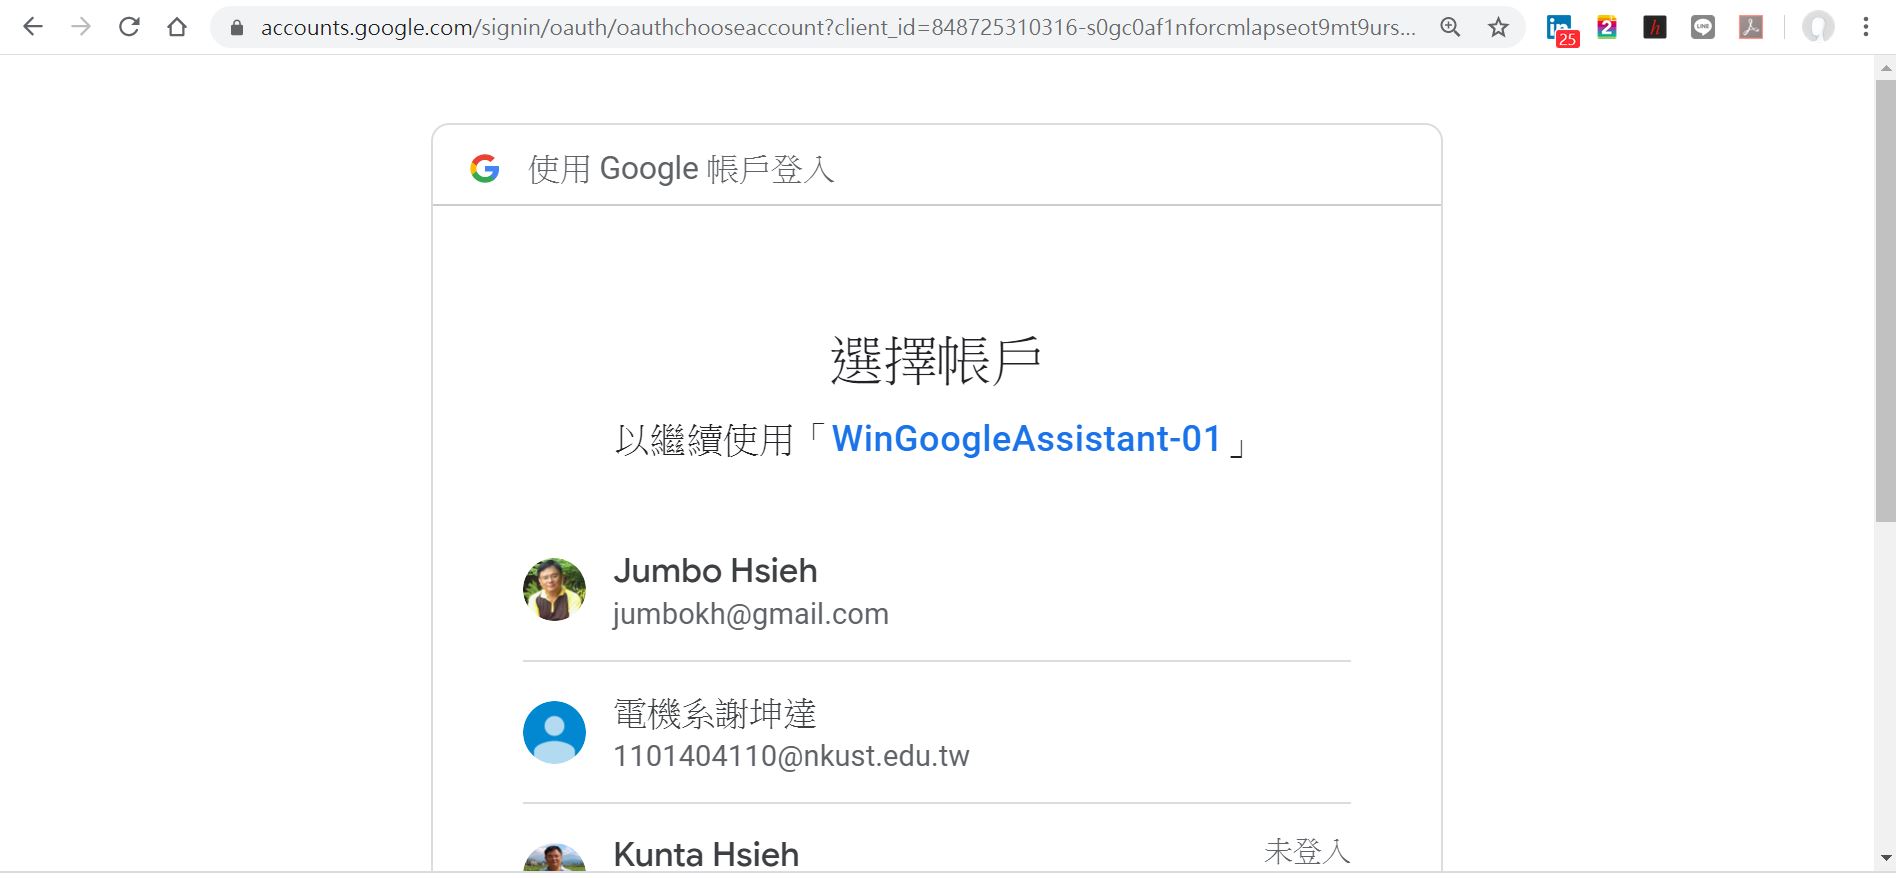 accounts.google.com/signin/oauth/oauthchooseaccount?client_id=848725310316-s0gc0af1nforcmlapseot9mt9urs...
25
2
h
LINE
使用 Google 帳戶登入
選擇帳戶
以繼續使用「WinGoogleAssistant-01」
Jumbo Hsieh
jumbokh@gmail.com
電機系謝坤達
1101404110@nkust.edu.tw
Kunta Hsieh
未登入